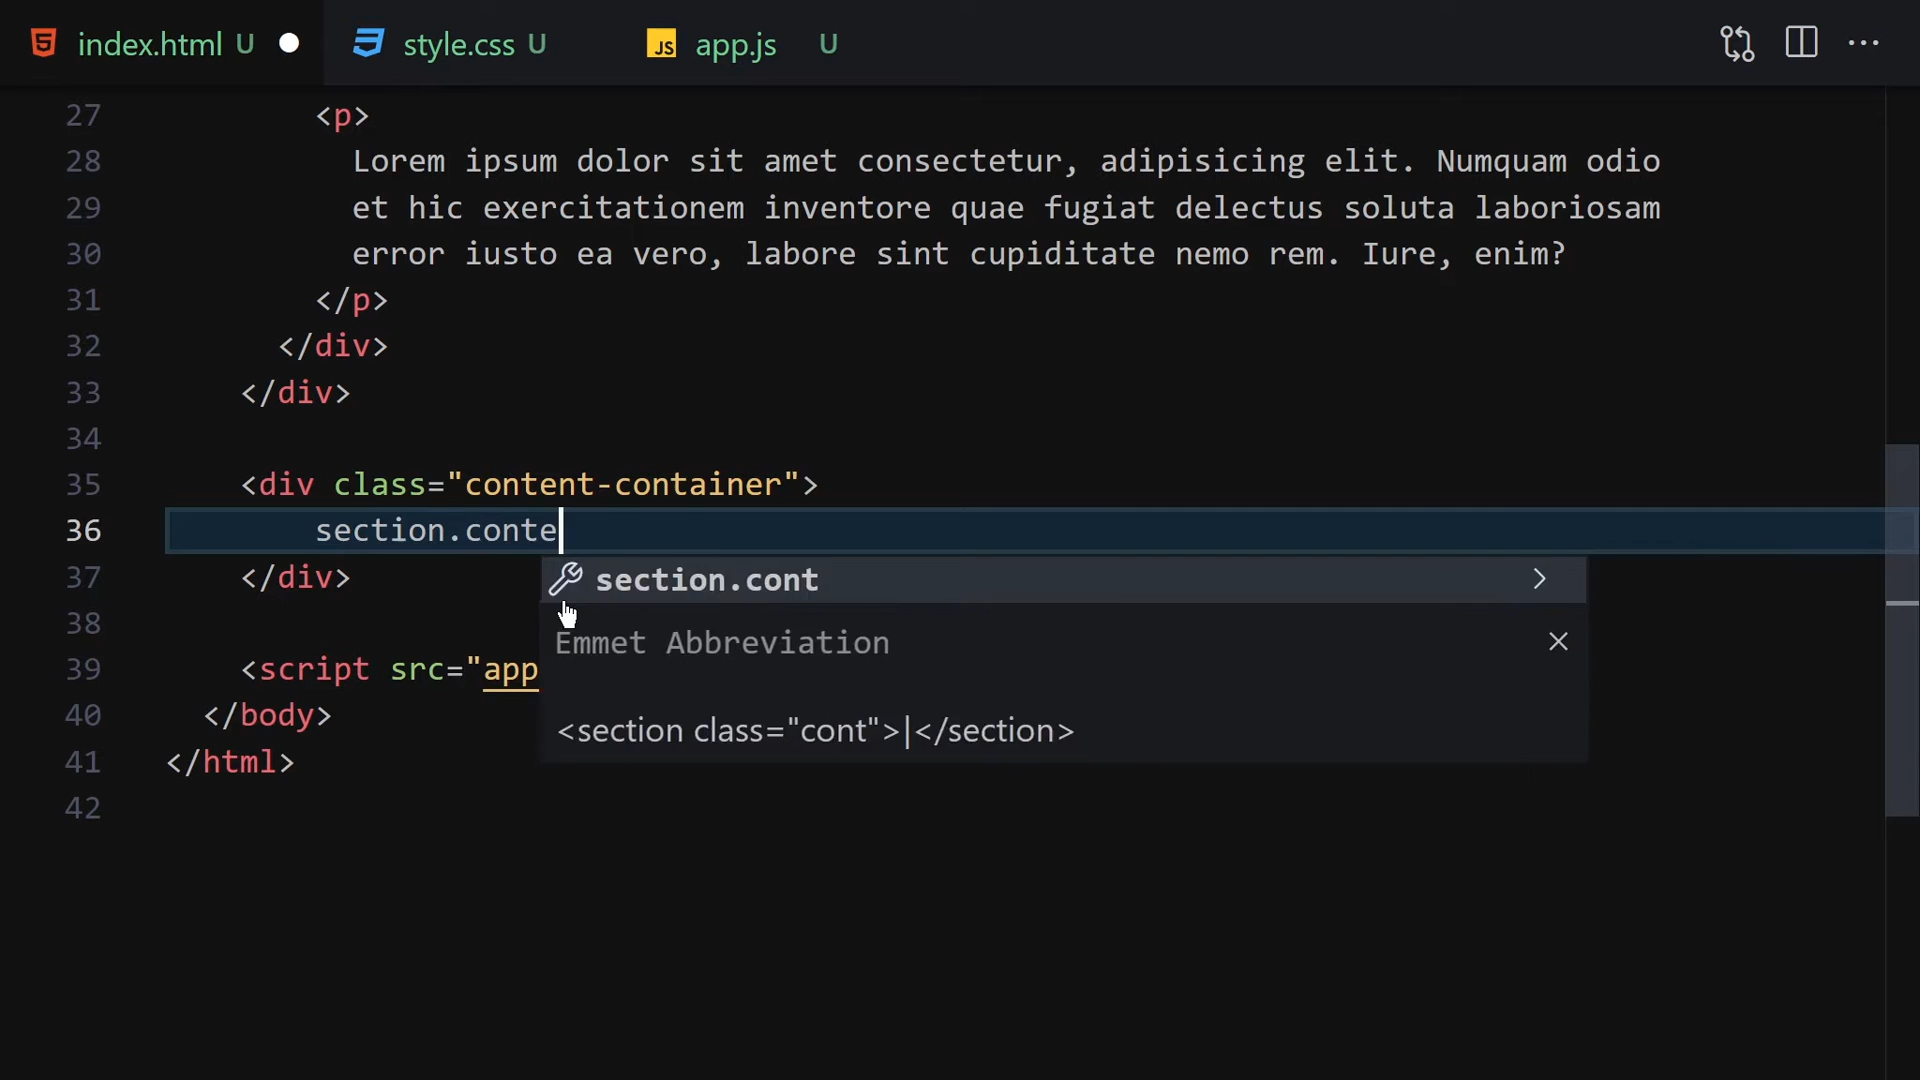 index.html U
style.css U
JS app.js U
27 <p>
28 Lorem ipsum dolor sit amet consectetur, adipisicing elit. Numquam odio
29 et hic exercitationem inventore quae fugiat delectus soluta laboriosam
30 error iusto ea vero, labore sint cupiditate nemo rem. Iure, enim?
31 </p>
32 </div>
33 </div>
34
35 <div class="content-container">
36 section.conte
section.cont
37 </div>
38
Emmet Abbreviation
39 <script src="app
<section class="cont">|</section>
40 </body>
41 </html>
42